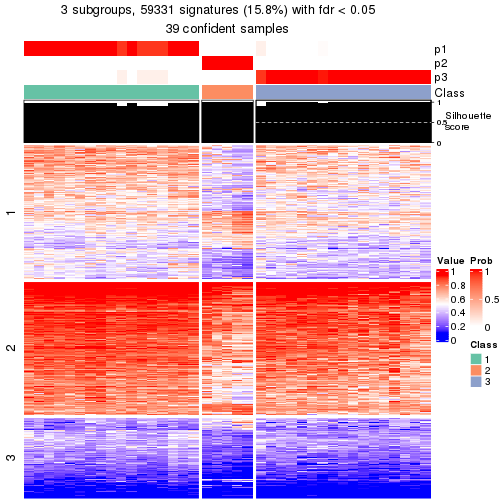 3 subgroups, 59331 signatures (15.8%) with fdr < 0.05
39 confident samples
p1
p2
p3
Class
1
0.5
0
Silhouette
score
1
2
3
Value
1
0.8
0.6
0.4
0.2
0
Prob
1
0.5
0
Class
1
2
3